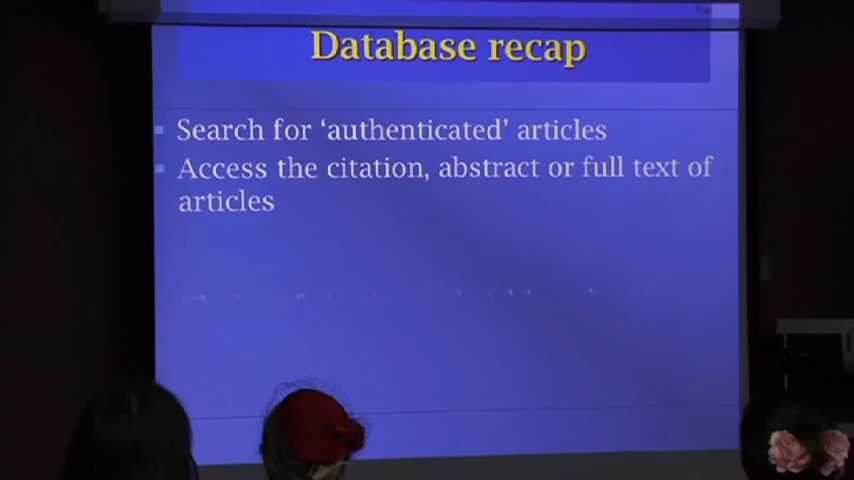 Database recap
Search for ‘authenticated’ articles
Access the citation, abstract or full text of
articles